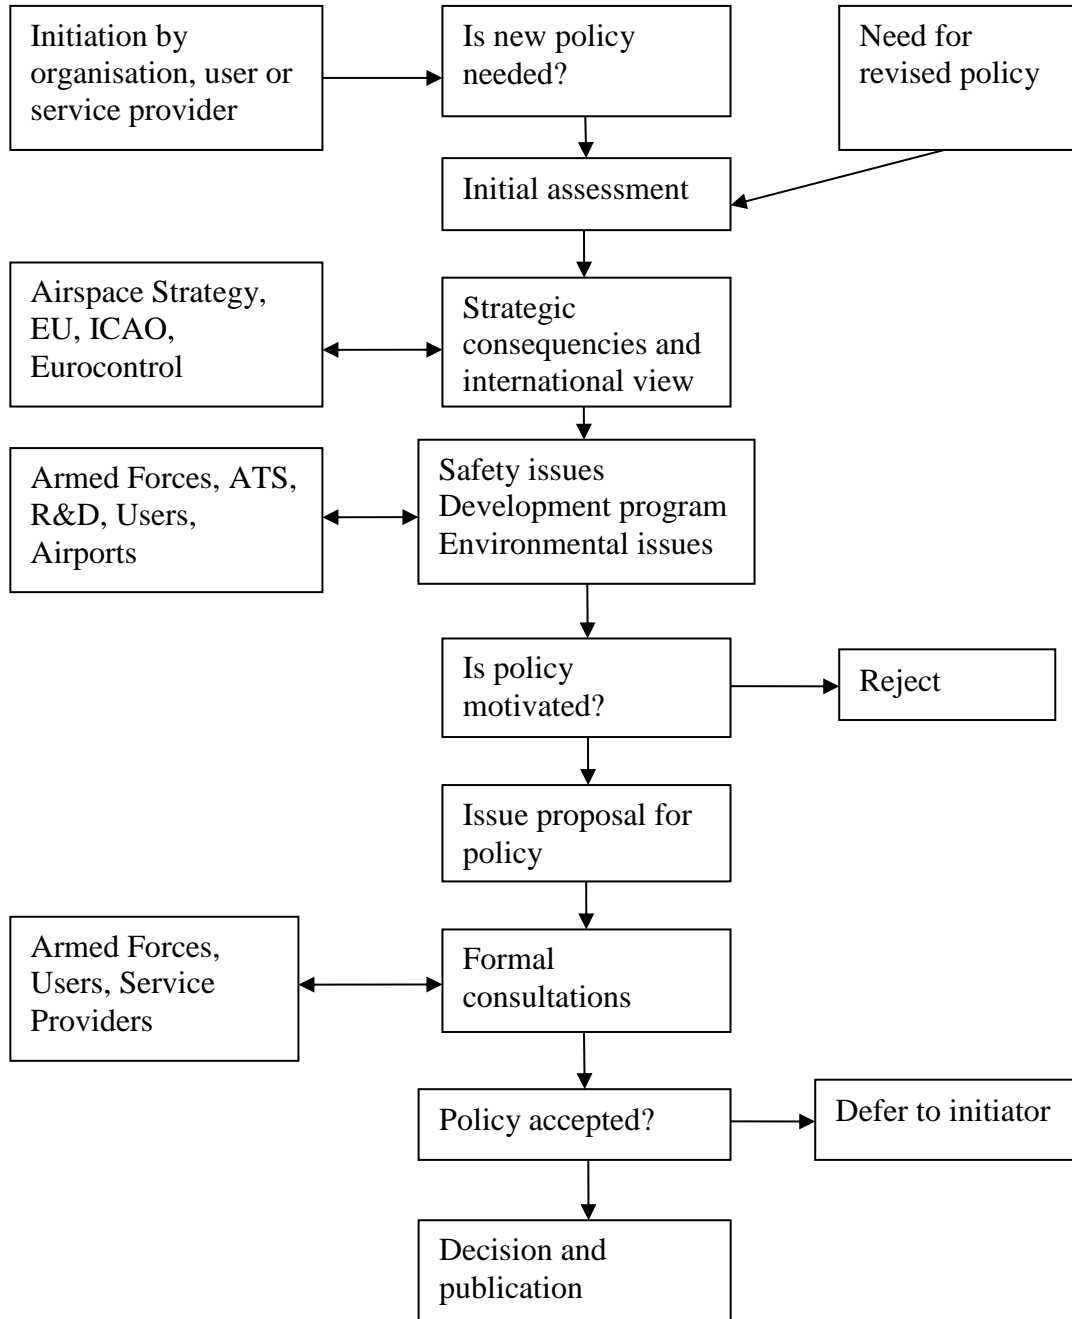 Initiation by
organisation, user or
service provider
Is new policy
needed?
Need for
revised policy
Initial assessment
Airspace Strategy,
EU, ICAO,
Eurocontrol
Strategic
consequencies and
international view
Armed Forces, ATS,
R&D, Users,
Airports
Safety issues
Development program
Environmental issues
Is policy
motivated?
Reject
Issue proposal for
policy
Armed Forces,
Users, Service
Providers
Formal
consultations
Policy accepted?
Defer to initiator
Decision and
publication